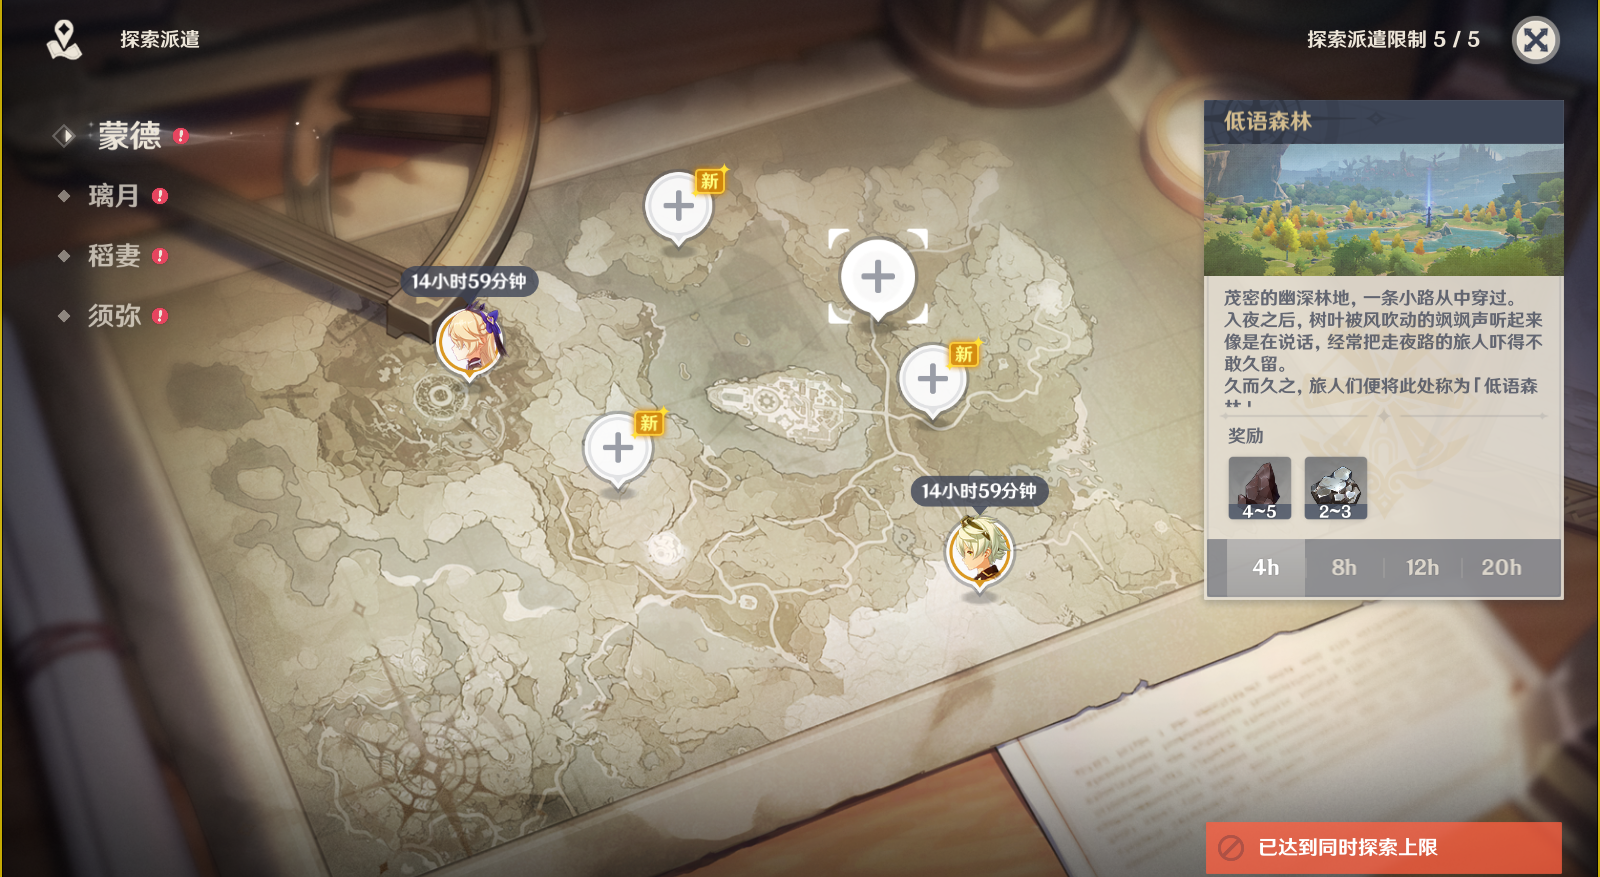 探索派遣
探索派遣限制 5 / 5
蒙德
璃月
稻妻
须弥
新
14小时59分钟
新
新
14小时59分钟
低语森林
茂密的幽深林地，一条小路从中穿过。
入夜之后，树叶被风吹动的飒飒声听起来
像是在说话，经常把走夜路的旅人吓得不
敢久留。
久而久之，旅人们便将此处称为「低语森
林」
奖励
4~5
2~3
4h
8h
12h
20h
已达到同时探索上限